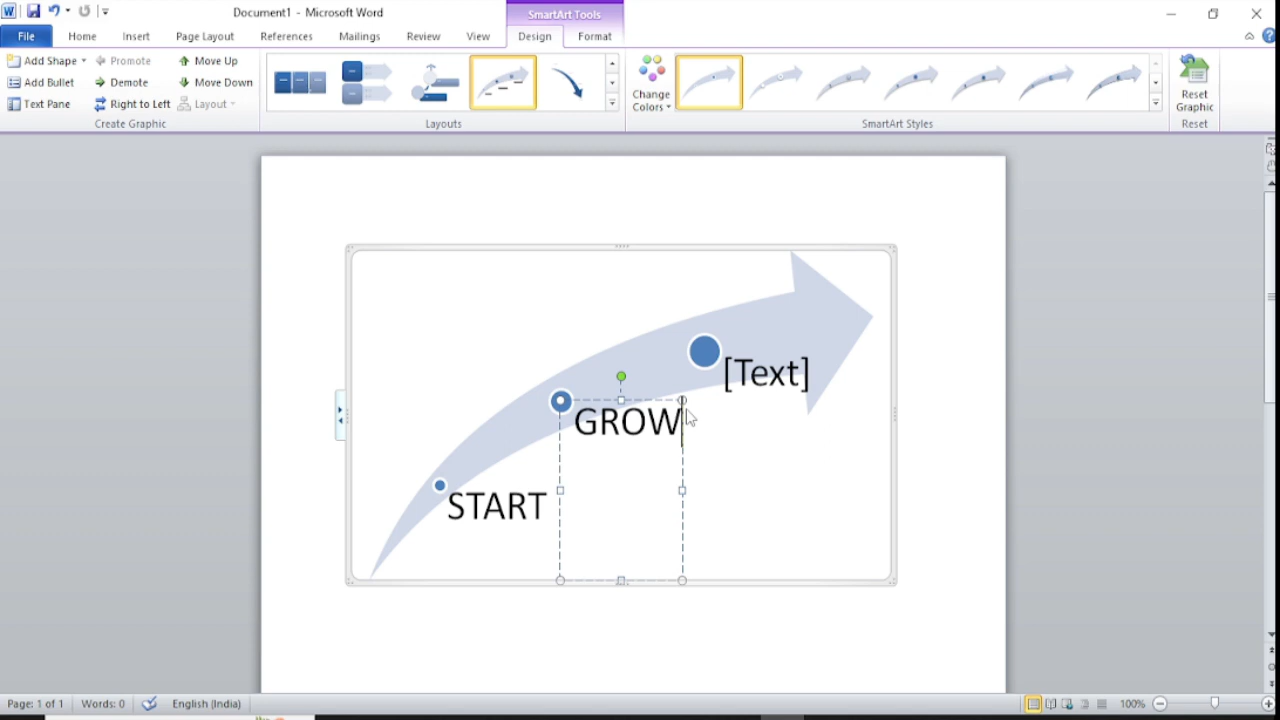 Document1 - Microsoft Word
SmartArt Tools
File Home Insert Page Layout References Mailings Review View Design Format
Add Shape Promote Move Up
Add Bullet Demote Move Down
Text Pane Right to Left Layout
Create Graphic
Layouts
Change Colors
SmartArt Styles
Reset Graphic
Reset
[Text]
GROW
START
Page: 1 of 1 Words: 0 English (India) 100%